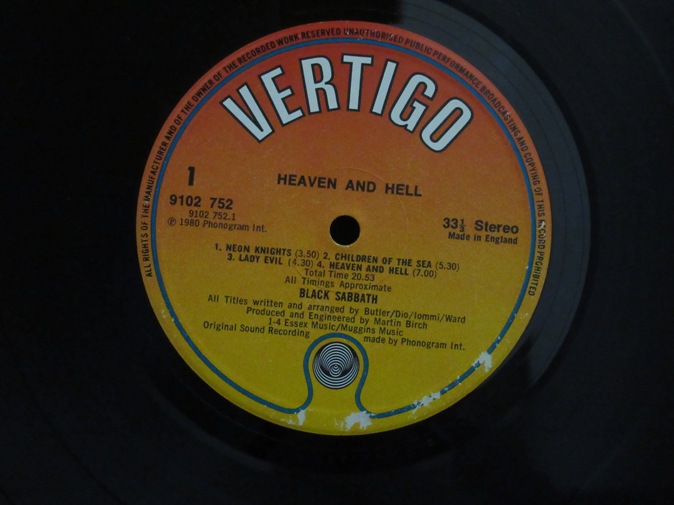 ALL RIGHTS OF THE MANUFACTURER AND OF THE OWNER OF THE RECORDED WORK RESERVED UNAUTHORISED PUBLIC PERFORMANCE BROADCASTING AND COPYING OF THIS RECORD PROHIBITED
VERTIGO
HEAVEN AND HELL
1
9102 752
9102 752.1
℗ 1980 Phonogram Int.
33⅓ Stereo
Made in England
1. NEON KNIGHTS (3.50) 2. CHILDREN OF THE SEA (5.30)
3. LADY EVIL (4.30) 4. HEAVEN AND HELL (7.00)
Total Time 20.53
All Timings Approximate
BLACK SABBATH
All Titles written and arranged by Butler/Dio/Iommi/Ward
Produced and Engineered by Martin Birch
1-4 Essex Music/Muggins Music
Original Sound Recording made by Phonogram Int.